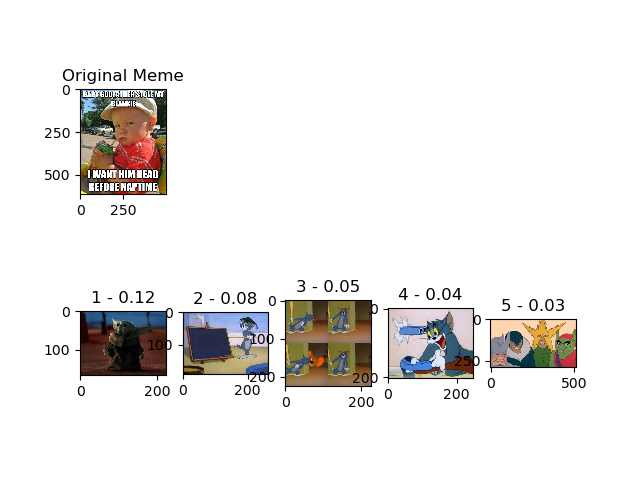 Original Meme
0
250
500
0 250
STOLE MY
BLANKIE
I WANT HIM DEAD
BEFORE NAPTIME
1 - 0.12
0
100
0 200
2 - 0.08
0
100
0 200
3 - 0.05
0
100
200
0 200
4 - 0.04
0
200
0 200
5 - 0.03
0
250
0 500